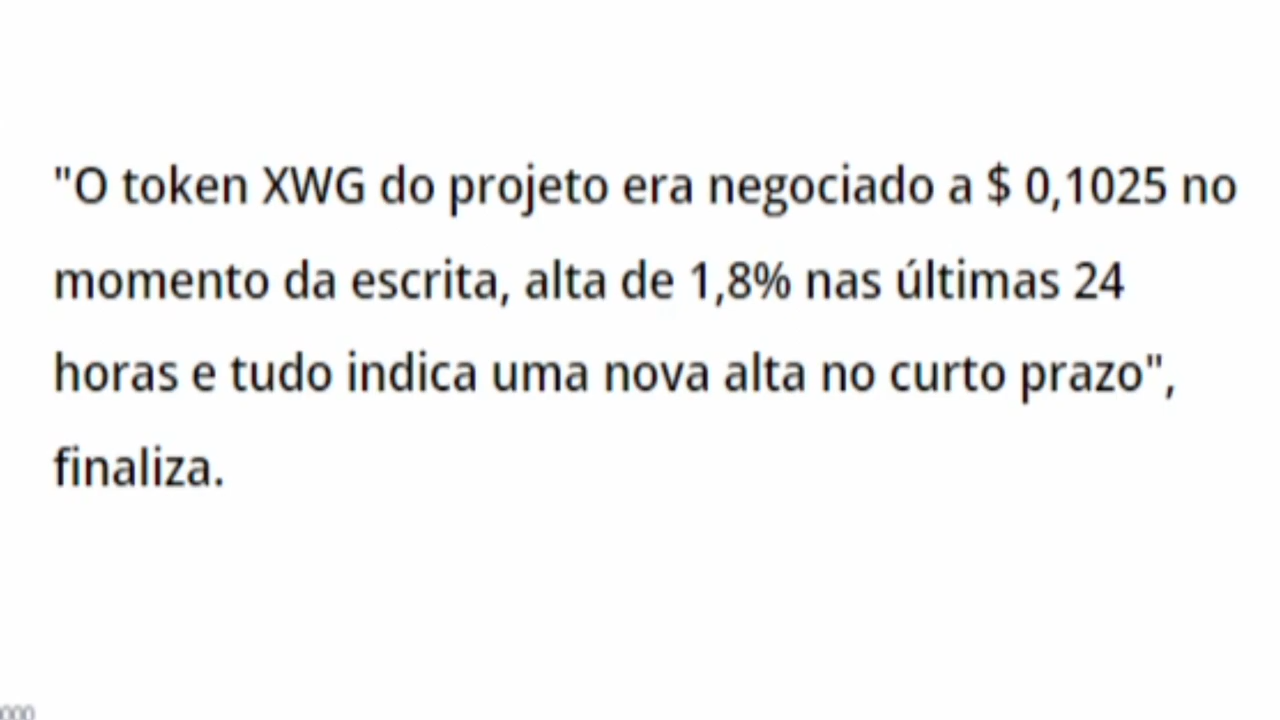 "O token XWG do projeto era negociado a $ 0,1025 no
momento da escrita, alta de 1,8% nas últimas 24
horas e tudo indica uma nova alta no curto prazo",
finaliza.